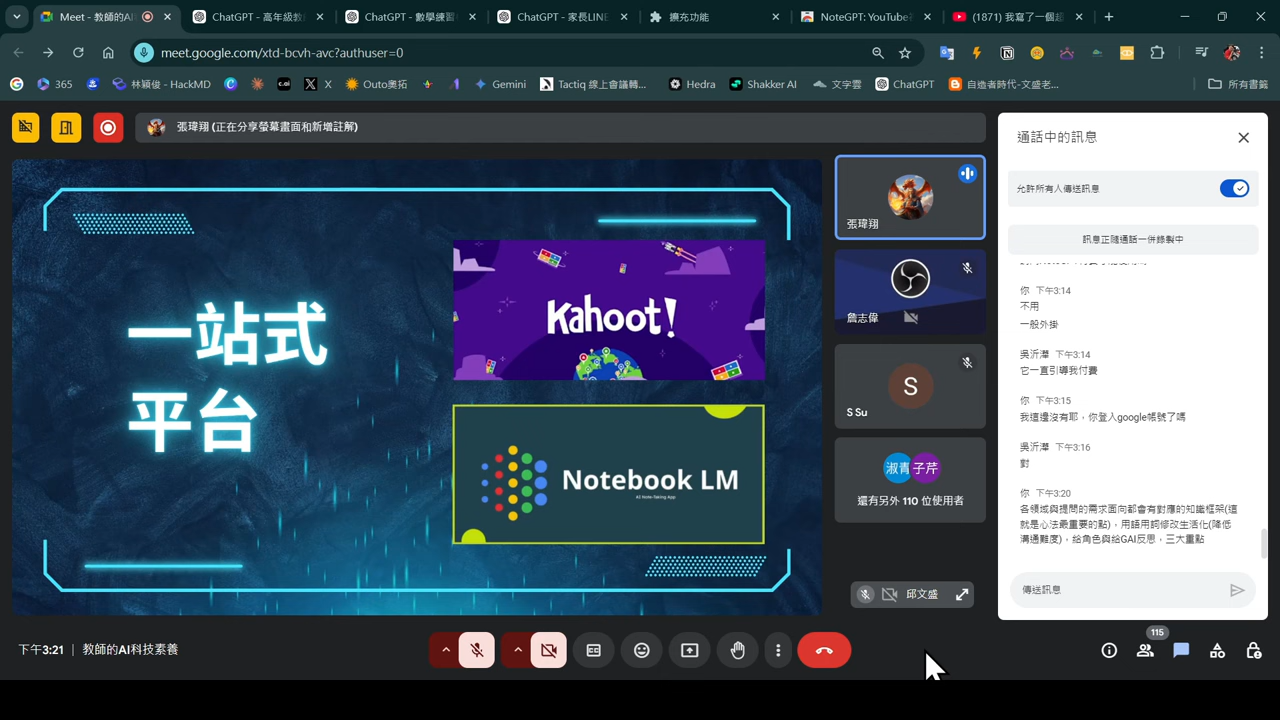 Meet - 教師的AI
ChatGPT - 高年級教
ChatGPT - 數學練習
ChatGPT - 家長LINE
擴充功能
NoteGPT: YouTube
(1871) 我寫了一個超
meet.google.com/xtd-bcvh-avc?authuser=0
365
林穎俊 - HackMD
c.ai
X
Outo奧拓
Gemini
Tactiq 線上會議轉...
Hedra
Shakker AI
文字雲
ChatGPT
自造者時代-文盛老...
所有書籤
張瑋翔 (正在分享螢幕畫面和新增註解)
一站式
平台
Kahoot!
Notebook LM
AI Note-Taking App
張瑋翔
詹志偉
S
S Su
淑青
子芹
還有另外 110 位使用者
邱文盛
通話中的訊息
允許所有人傳送訊息
訊息正隨通話一併錄製中
你 下午3:14
不用
一般外掛
下午3:14
它一直引導我付費
你 下午3:15
我這邊沒有耶，你登入google帳號了嗎
下午3:16
對
你 下午3:20
各領域與提問的需求面向都會有對應的知識框架(這
就是心法最重要的點)，用語用詞修改生活化(降低
溝通難度)，給角色與給GAI反思，三大重點
傳送訊息
下午3:21
教師的AI科技素養
115